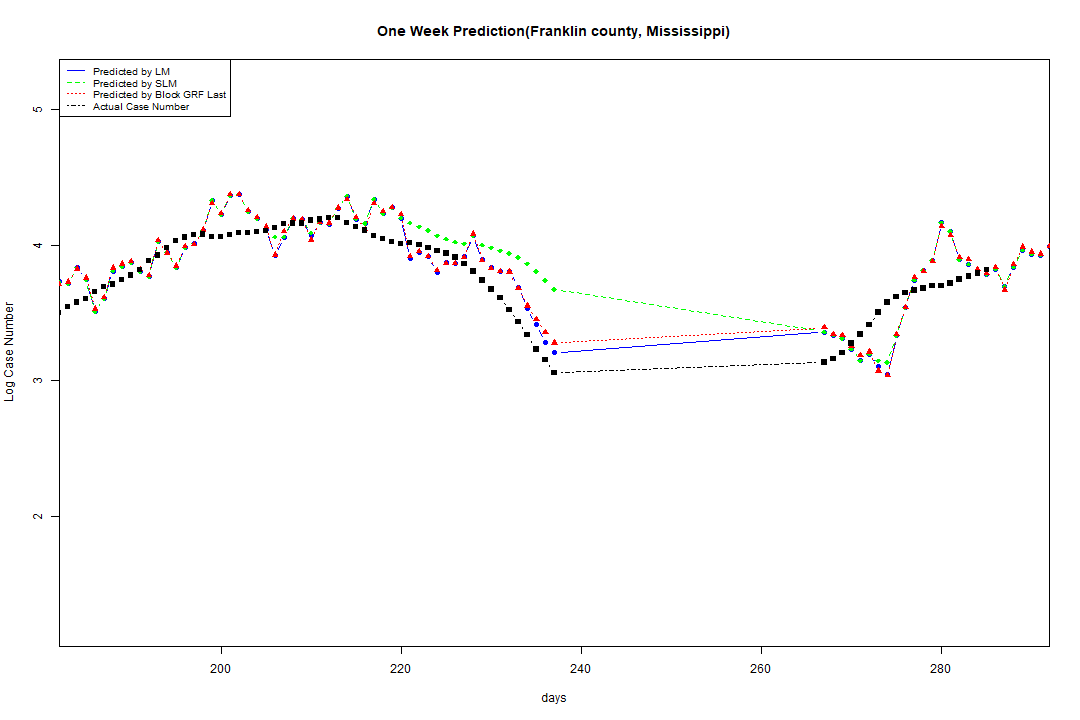 One Week Prediction(Franklin county, Mississippi)
Predicted by LM
Predicted by SLM
Predicted by Block GRF Last
Actual Case Number
5
4
3
2
Log Case Number
200 220 240 260 280
days